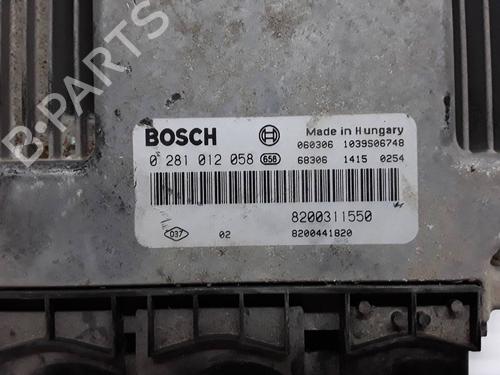 B-PARTS
BOSCH Made in Hungary
060306 1039S06748
0 281 012 058 658 68306 1415 0254
8200311550
D37 02 8200441820